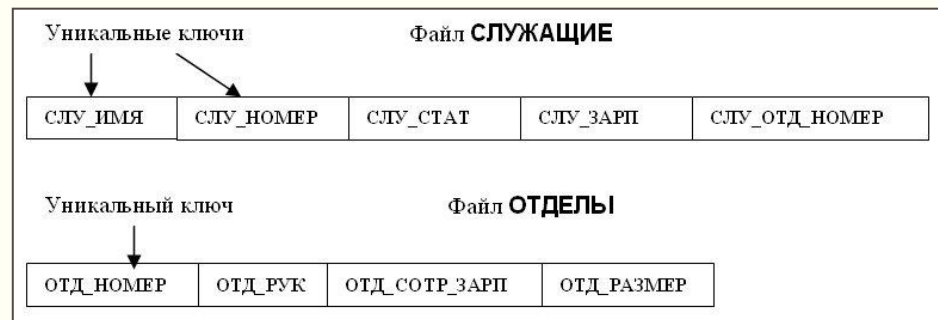 Уникальные ключи Файл СЛУЖАЩИЕ
СЛУ_ИМЯ СЛУ_НОМЕР СЛУ_СТАТ СЛУ_ЗАРП СЛУ_ОТД_НОМЕР
Уникальный ключ Файл ОТДЕЛЫ
ОТД_НОМЕР ОТД_РУК ОТД_СОТР_ЗАРП ОТД_РАЗМЕР